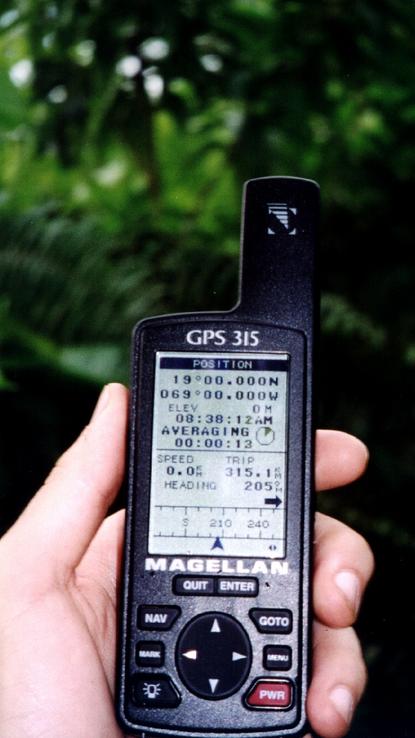 GPS 315
POSITION
19°00.000N
069°00.000W
ELEV 0M
08:38:12AM
AVERAGING
00:00:13
SPEED TRIP
0.0 315.1
HEADING 205°
S 210 240
MAGELLAN
QUIT ENTER
NAV GOTO
MARK MENU
PWR